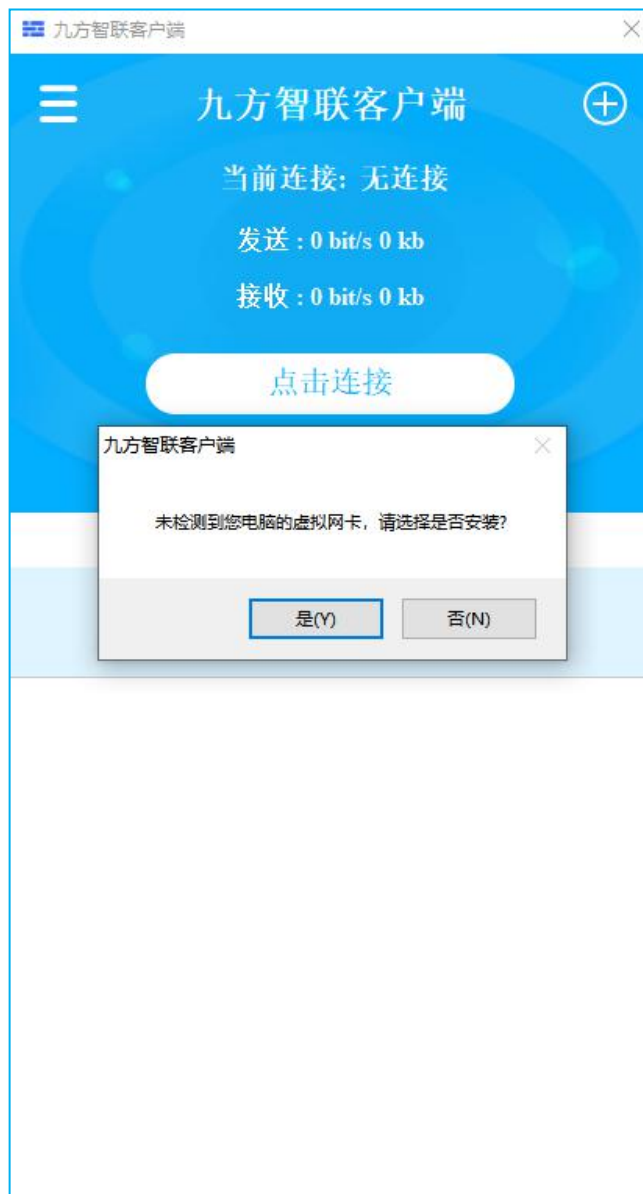 九方智联客户端
九方智联客户端
当前连接: 无连接
发送 : 0 bit/s 0 kb
接收 : 0 bit/s 0 kb
点击连接
九方智联客户端
未检测到您电脑的虚拟网卡，请选择是否安装?
是(Y) 否(N)